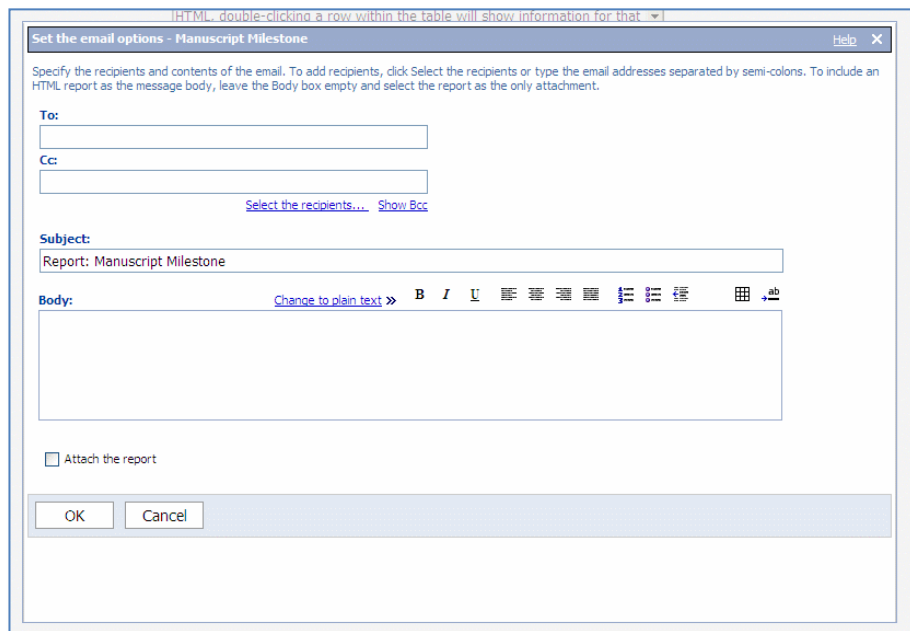 HTML, double-clicking a row within the table will show information for that
Set the email options - Manuscript Milestone Help
Specify the recipients and contents of the email. To add recipients, click Select the recipients or type the email addresses separated by semi-colons. To include an
HTML report as the message body, leave the Body box empty and select the report as the only attachment.
To:
Cc:
Select the recipients... Show Bcc
Subject:
Report: Manuscript Milestone
Body: Change to plain text » B I U ab
Attach the report
OK Cancel